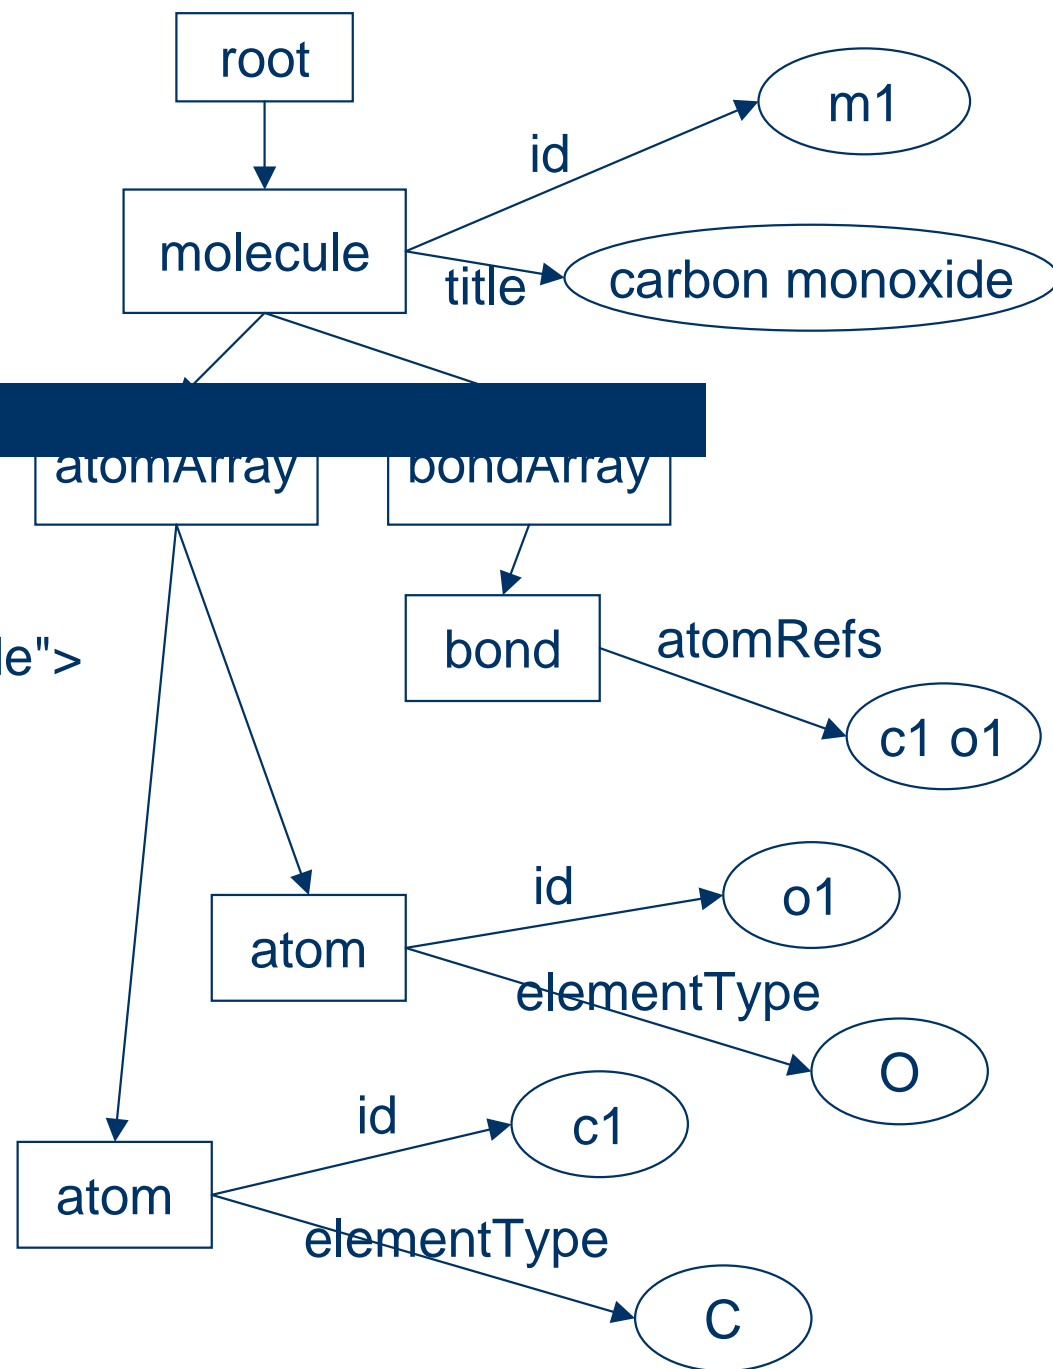 root
m1
id
molecule
title
carbon monoxide
atomArray
bondArray
le">
bond
atomRefs
c1 o1
id
o1
atom
elementType
O
id
c1
atom
elementType
C